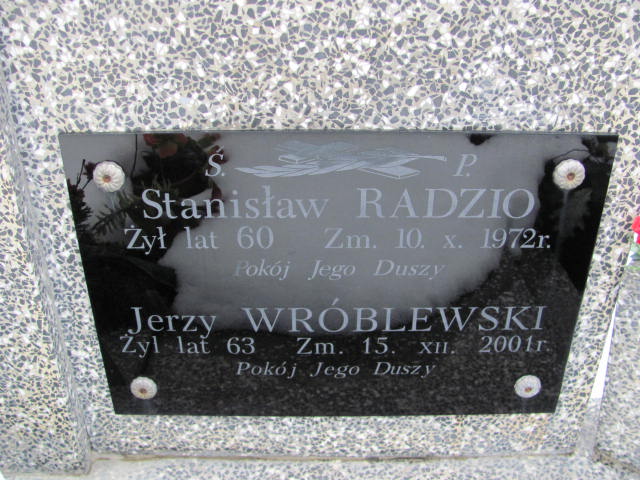 Ś. P.
Stanisław RADZIO
Żył lat 60 Zm. 10. x. 1972r.
Pokój Jego Duszy
Jerzy WRÓBLEWSKI
Żył lat 63 Zm. 15. XII. 2001r.
Pokój Jego Duszy